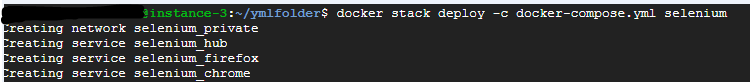 @instance-3:~/ymlfolder$ docker stack deploy -c docker-compose.yml selenium
Creating network selenium_private
Creating service selenium_hub
Creating service selenium_firefox
Creating service selenium_chrome